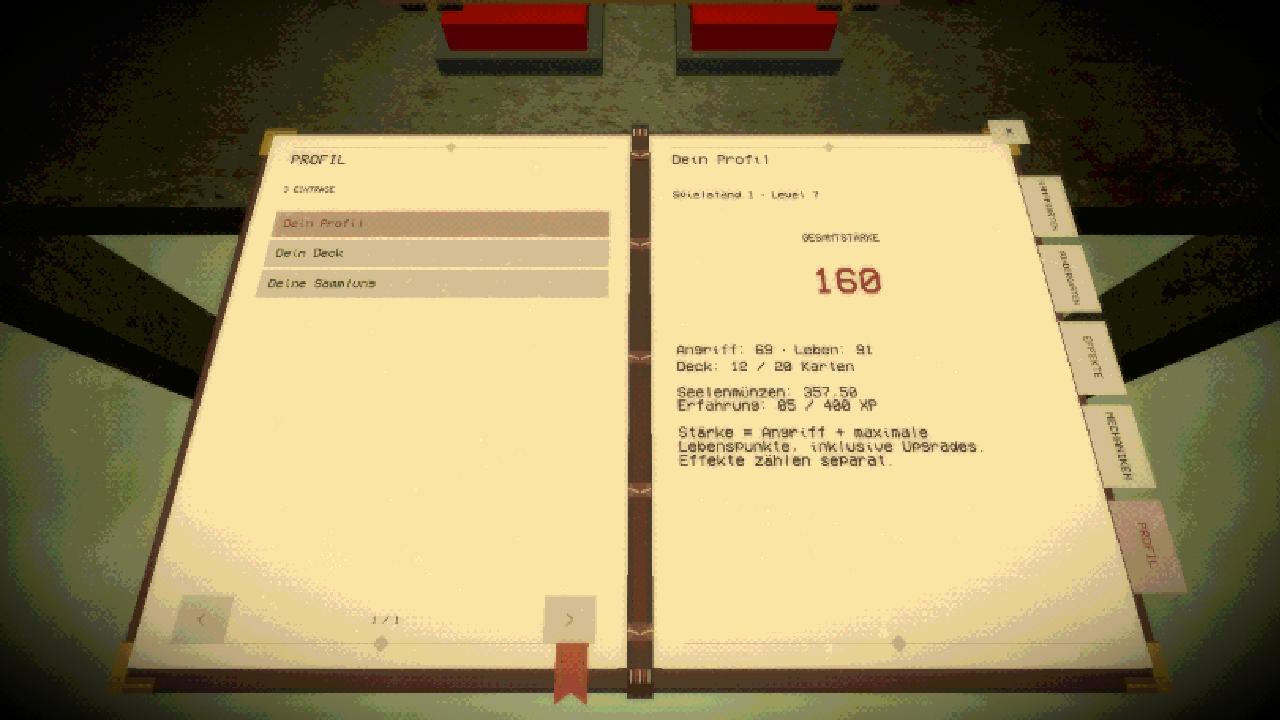 PROFIL
3 EINTRÄGE
Dein Profil
Dein Deck
Deine Sammlung
1 / 1
Dein Profil
Spielstand 1 · Level 7
GESAMTSTÄRKE
160
Angriff: 69 · Leben: 91
Deck: 12 / 20 Karten
Seelenmünzen: 357.50
Erfahrung: 85 / 400 XP
Stärke = Angriff + maximale
Lebenspunkte, inklusive Upgrades.
Effekte zählen separat.
EFFEKTE
MECHANIKEN
PROFIL